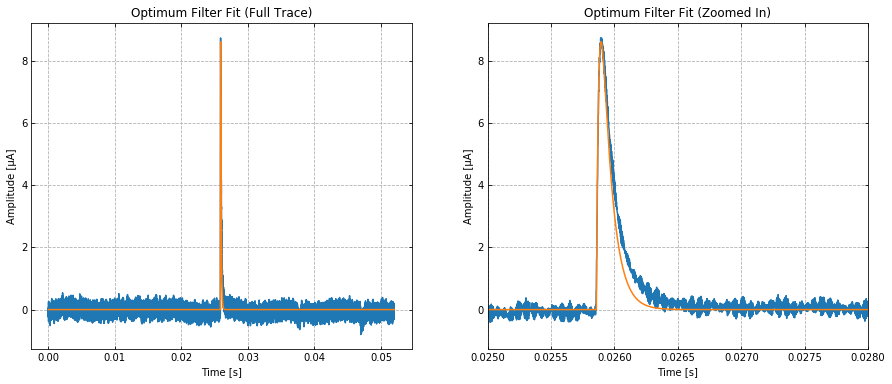 Optimum Filter Fit (Full Trace)
Amplitude [μA]
8
6
4
2
0
0.00 0.01 0.02 0.03 0.04 0.05
Time [s]
Optimum Filter Fit (Zoomed In)
Amplitude [μA]
8
6
4
2
0
0.0250 0.0255 0.0260 0.0265 0.0270 0.0275 0.0280
Time [s]